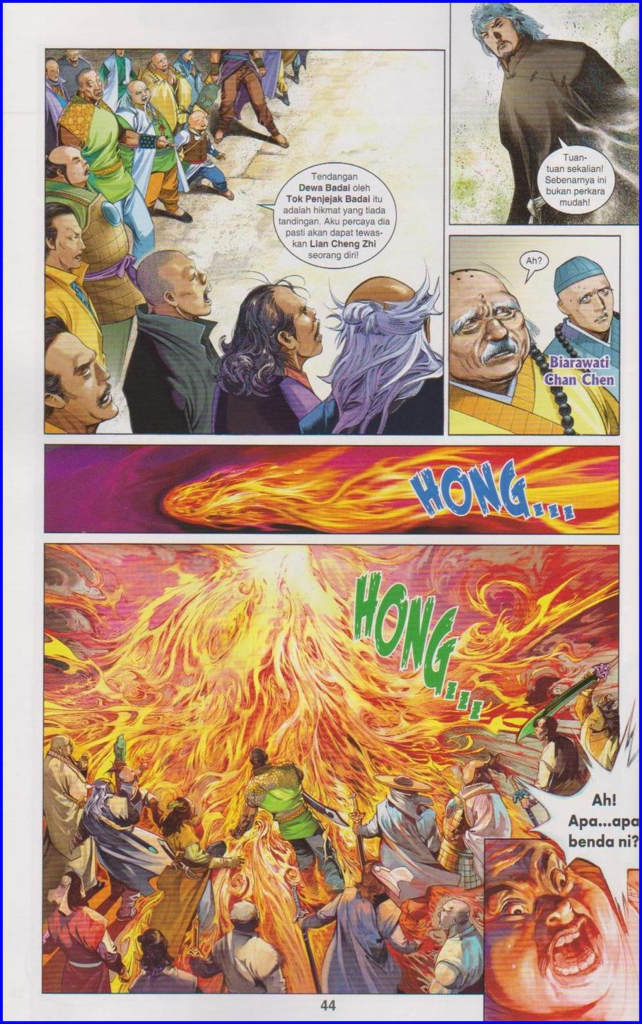 Tendangan
Dewa Badai oleh
Tok Penjejak Badai itu
adalah hikmat yang tiada
tandingan. Aku percaya dia
pasti akan dapat tewas-
kan Lian Cheng Zhi
seorang diri!
Tuan-
tuan sekalian!
Sebenarnya ini
bukan perkara
mudah!
Ah?
Biarawati
Chan Chen
HONG...
HONG...
Ah!
Apa...apa
benda ni?
44